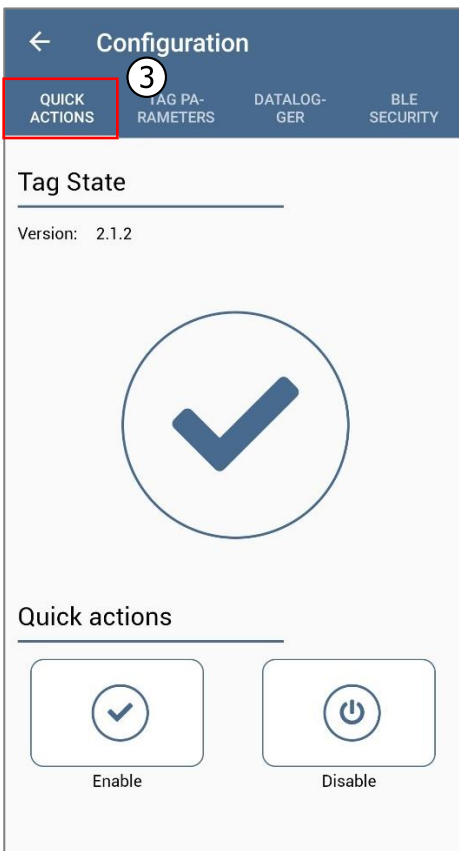 Configuration
3
QUICK
ACTIONS
TAG PA-
RAMETERS
DATALOG-
GER
BLE
SECURITY
Tag State
Version: 2.1.2
Quick actions
Enable
Disable